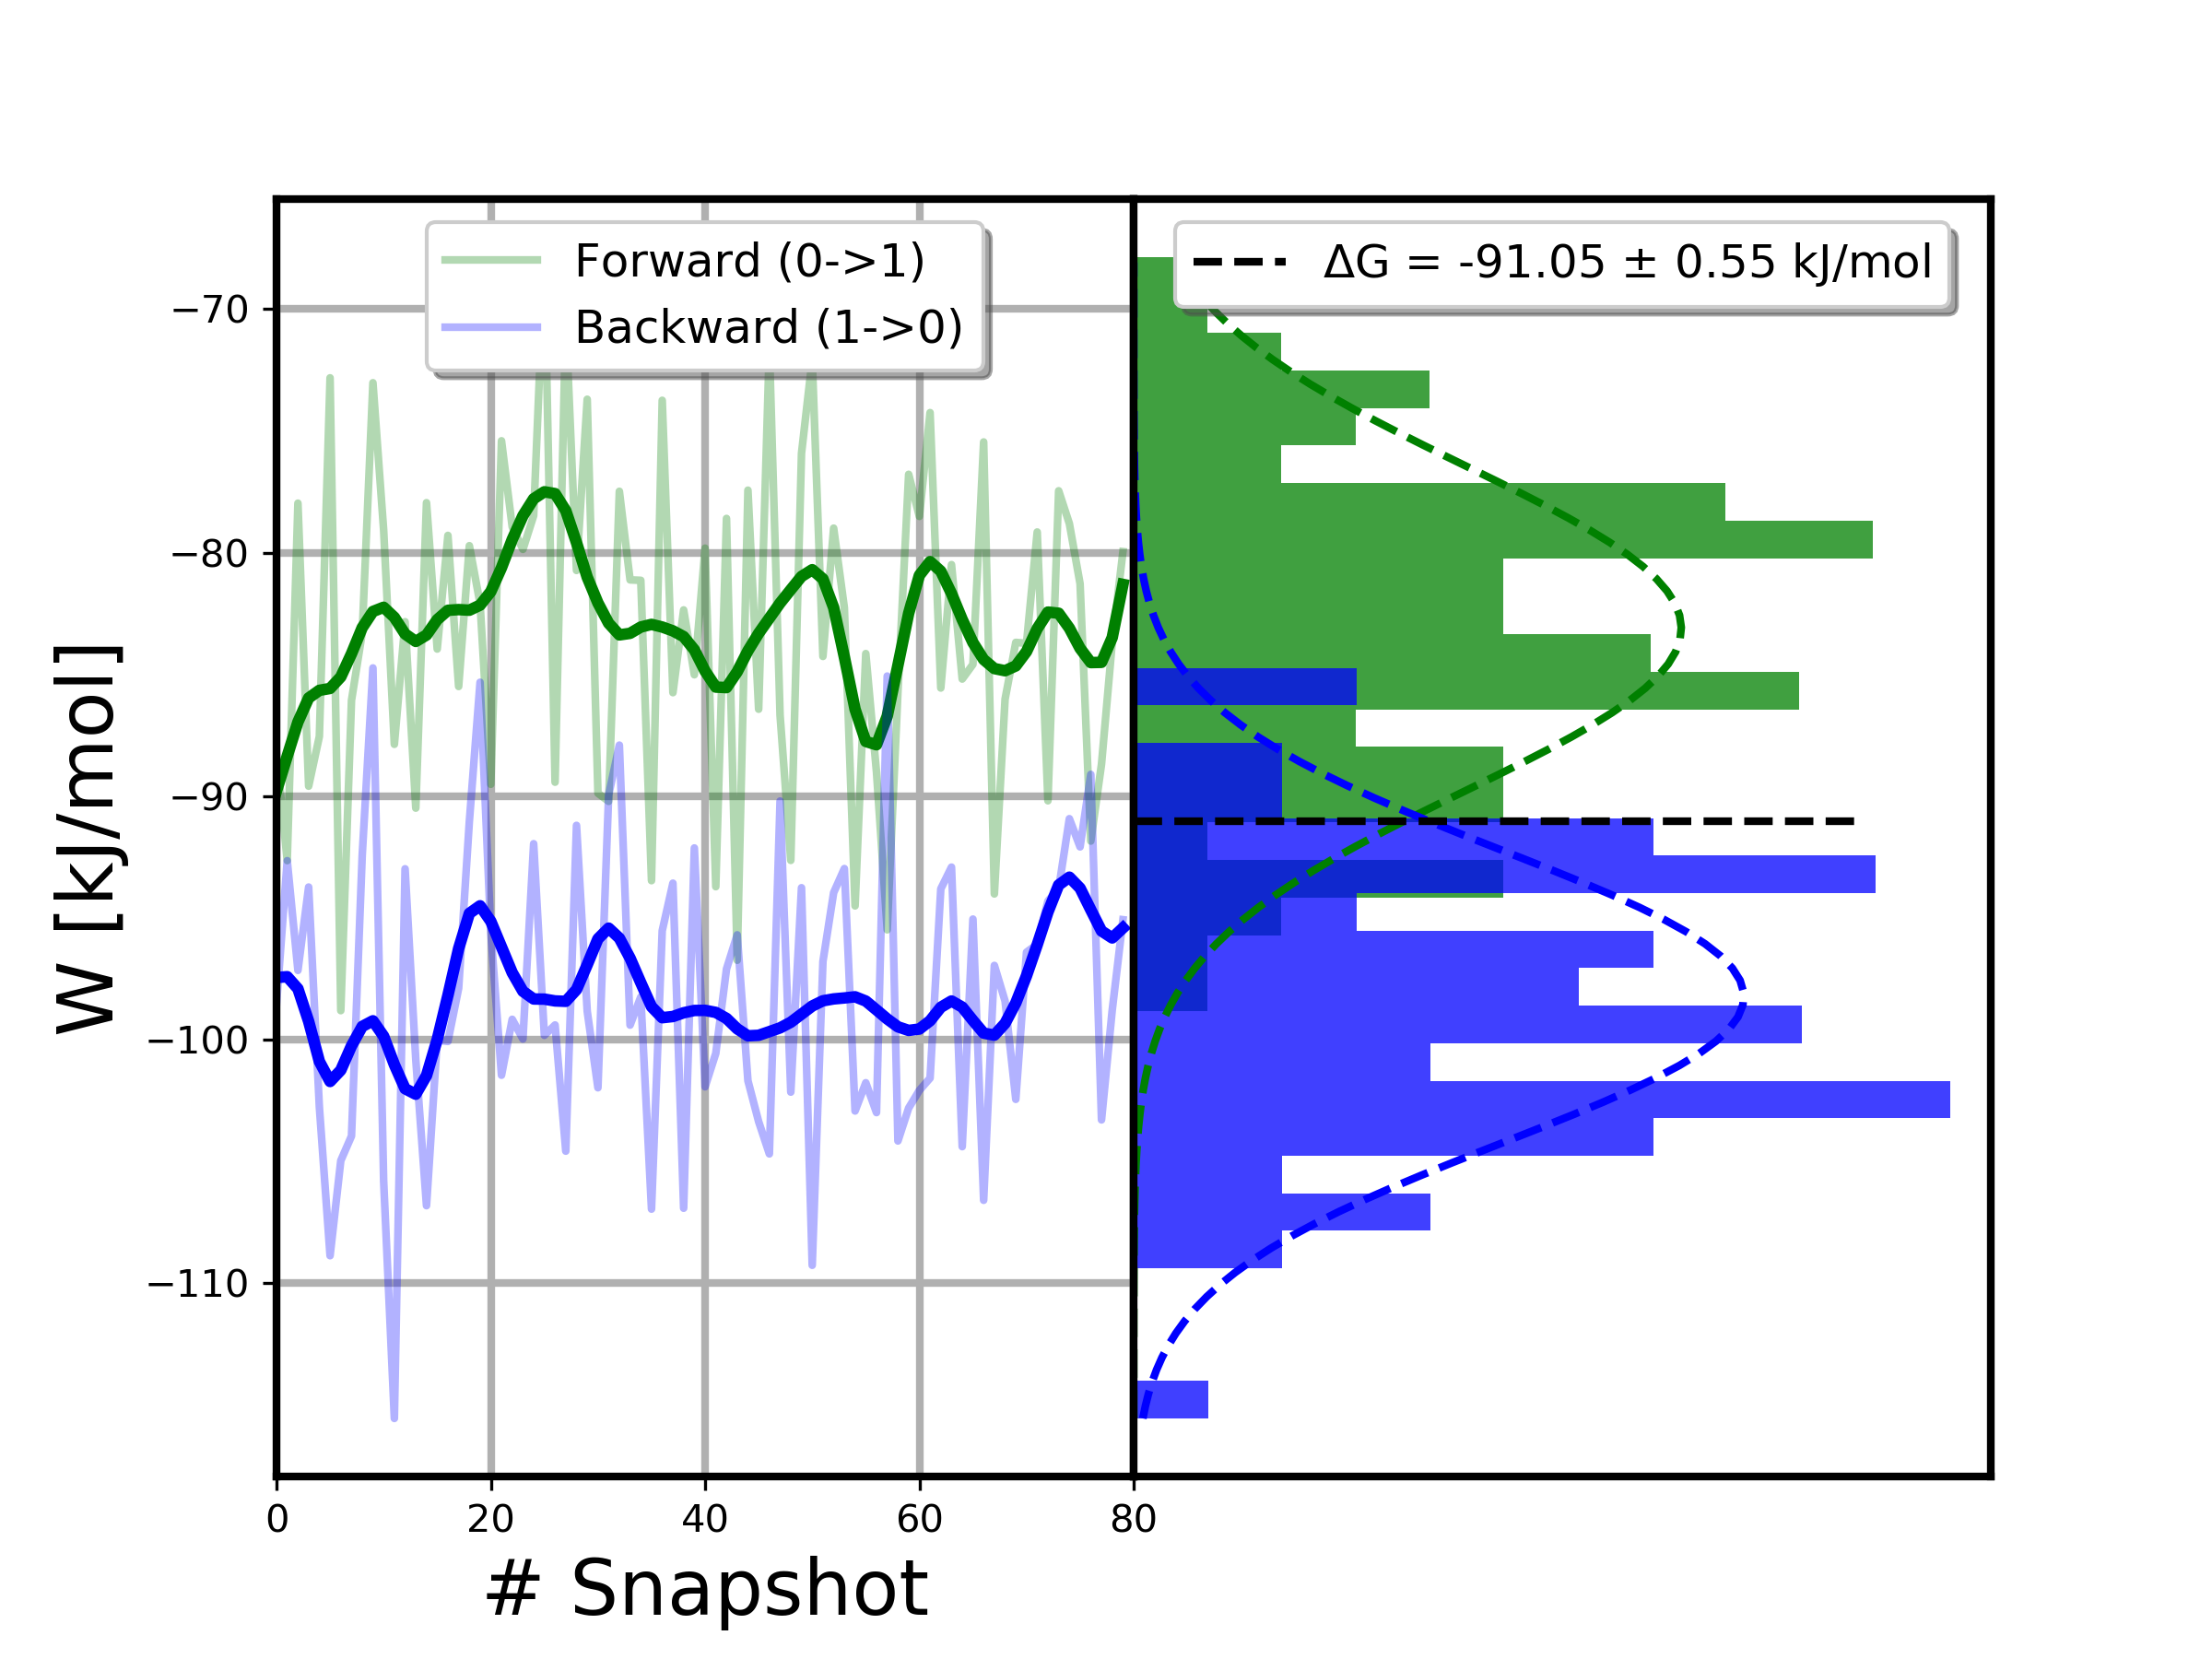 Forward (0->1)
Backward (1->0)
ΔG = -91.05 ± 0.55 kJ/mol
W [kJ/mol]
−70
−80
−90
−100
−110
0
20
40
60
80
# Snapshot